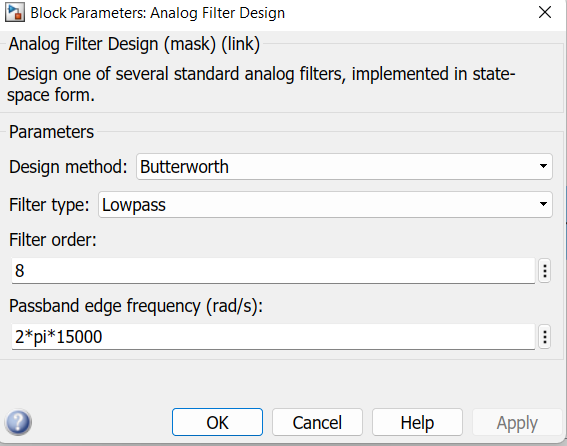 Block Parameters: Analog Filter Design
Analog Filter Design (mask) (link)
Design one of several standard analog filters, implemented in state-
space form.
Parameters
Design method: Butterworth
Filter type: Lowpass
Filter order:
8
Passband edge frequency (rad/s):
2*pi*15000
? OK Cancel Help Apply